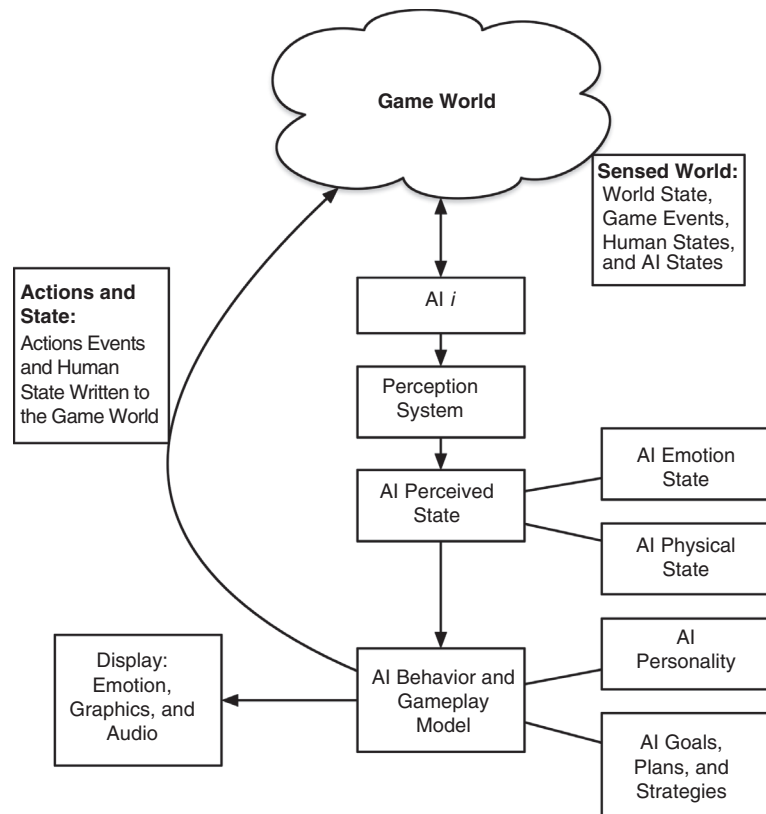 Game World
Sensed World:
World State,
Game Events,
Human States,
and AI States
Actions and
State:
Actions Events
and Human
State Written to
the Game World
AI i
Perception
System
AI Perceived
State
AI Emotion
State
AI Physical
State
Display:
Emotion,
Graphics, and
Audio
AI Behavior and
Gameplay
Model
AI
Personality
AI Goals,
Plans, and
Strategies